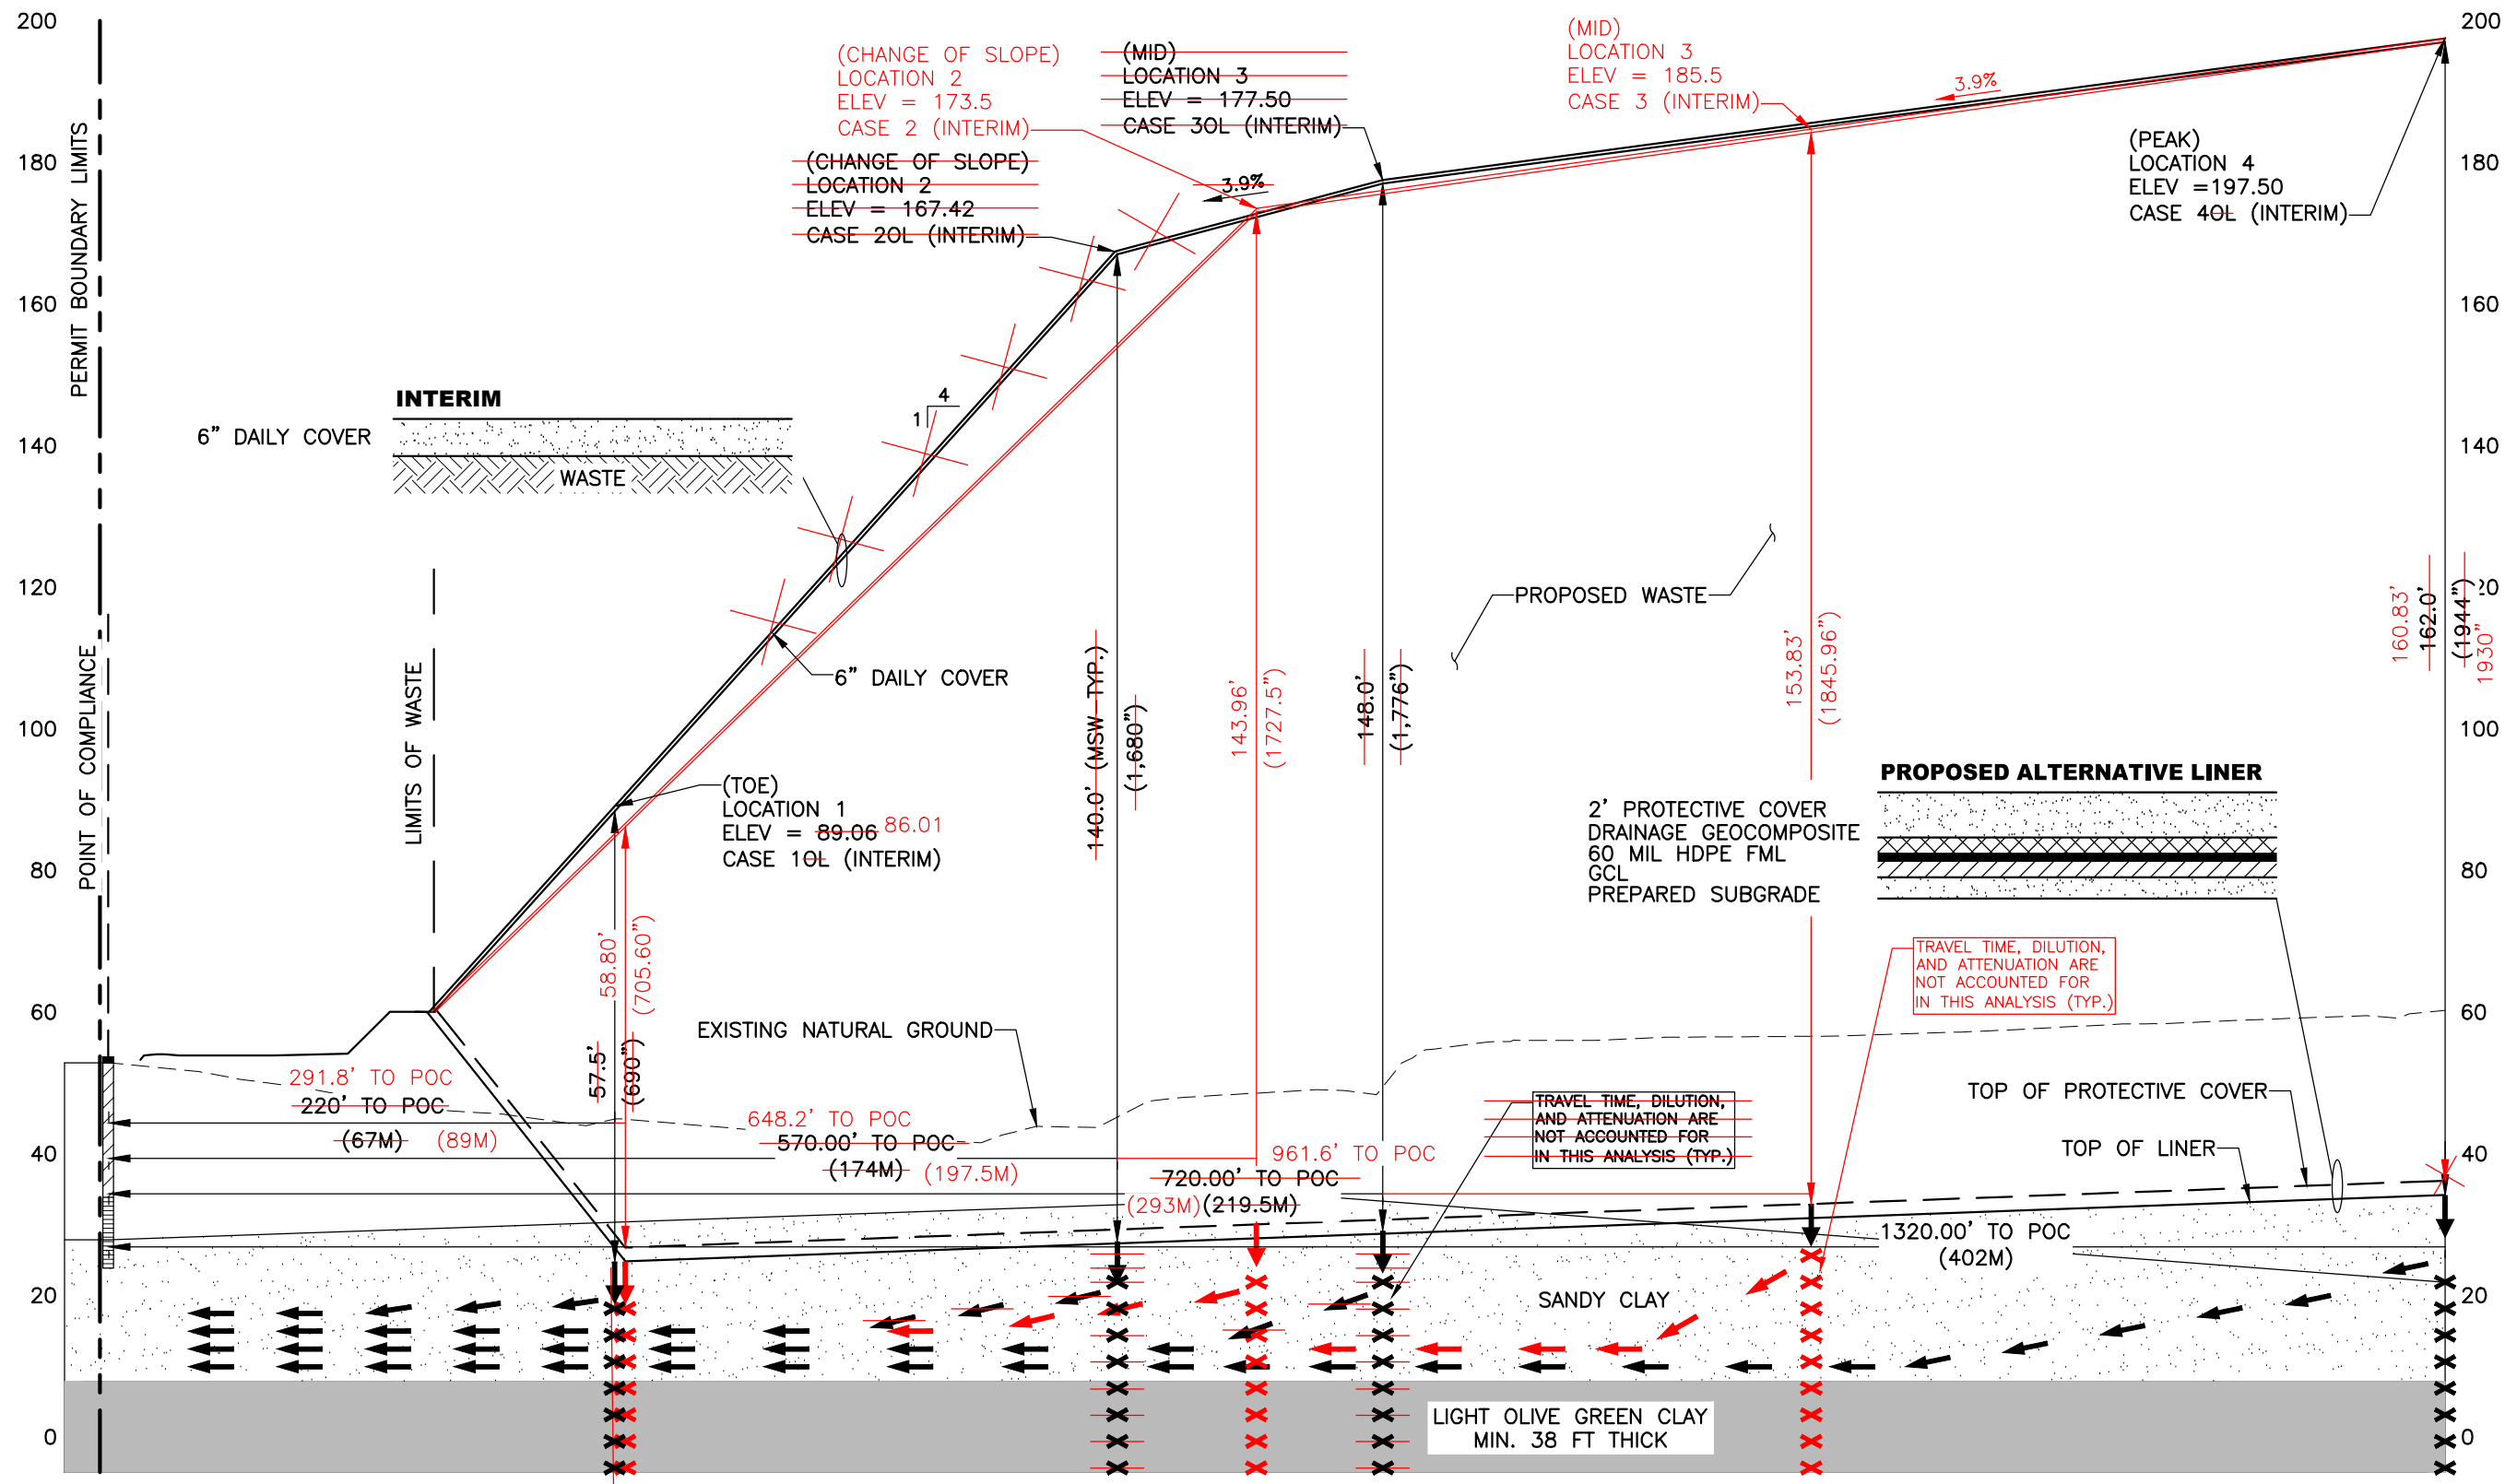 200
180
160
140
120
100
80
60
40
20
0
PERMIT BOUNDARY LIMITS
POINT OF COMPLIANCE
LIMITS OF WASTE
INTERIM
6" DAILY COVER
WASTE
(CHANGE OF SLOPE)
LOCATION 2
ELEV = 173.5
CASE 2 (INTERIM)
(CHANGE OF SLOPE)
LOCATION 2
ELEV = 167.42
CASE 2OL (INTERIM)
(MID)
LOCATION 3
ELEV = 177.50
CASE 3OL (INTERIM)
3.9%
(MID)
LOCATION 3
ELEV = 185.5
CASE 3 (INTERIM)
3.9%
(PEAK)
LOCATION 4
ELEV =197.50
CASE 4OL (INTERIM)
4
1
6" DAILY COVER
PROPOSED WASTE
(TOE)
LOCATION 1
ELEV = 89.06 86.01
CASE 1OL (INTERIM)
58.80'
(705.60")
57.5'
(690")
140.0' (MSW-TYP.)
(1,680")
143.96'
(1727.5")
148.0'
(1,776")
153.83'
(1845.96")
160.83'
162.0'
(1944")
1930"
PROPOSED ALTERNATIVE LINER
2' PROTECTIVE COVER
DRAINAGE GEOCOMPOSITE
60 MIL HDPE FML
GCL
PREPARED SUBGRADE
TRAVEL TIME, DILUTION,
AND ATTENUATION ARE
NOT ACCOUNTED FOR
IN THIS ANALYSIS (TYP.)
EXISTING NATURAL GROUND
291.8' TO POC
220' TO POC
(67M) (89M)
648.2' TO POC
570.00' TO POC
(174M) (197.5M)
961.6' TO POC
720.00' TO POC
(293M) (219.5M)
TRAVEL TIME, DILUTION,
AND ATTENUATION ARE
NOT ACCOUNTED FOR
IN THIS ANALYSIS (TYP.)
TOP OF PROTECTIVE COVER
TOP OF LINER
1320.00' TO POC
(402M)
SANDY CLAY
LIGHT OLIVE GREEN CLAY
MIN. 38 FT THICK
200
180
160
140
20
100
80
60
40
20
0